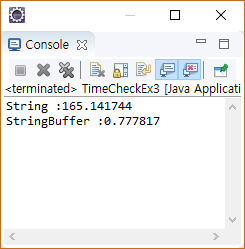 Console
<terminated> TimeCheckEx3 [Java Applicati
String :165.141744
StringBuffer :0.777817